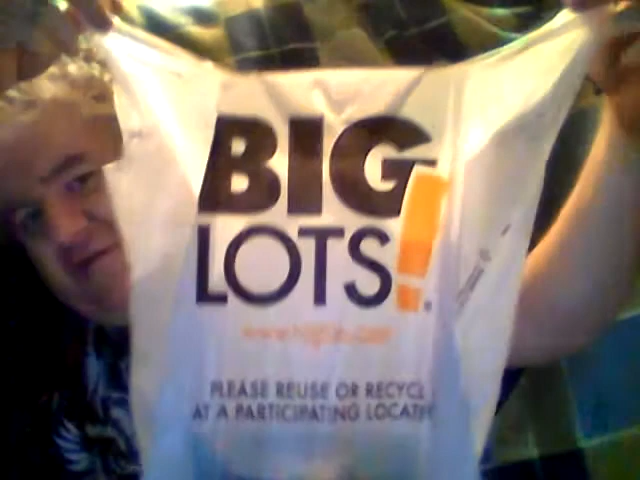 BIG
LOTS!
PLEASE REUSE OR RECYCL
AT A PARTICIPATING LOCATI